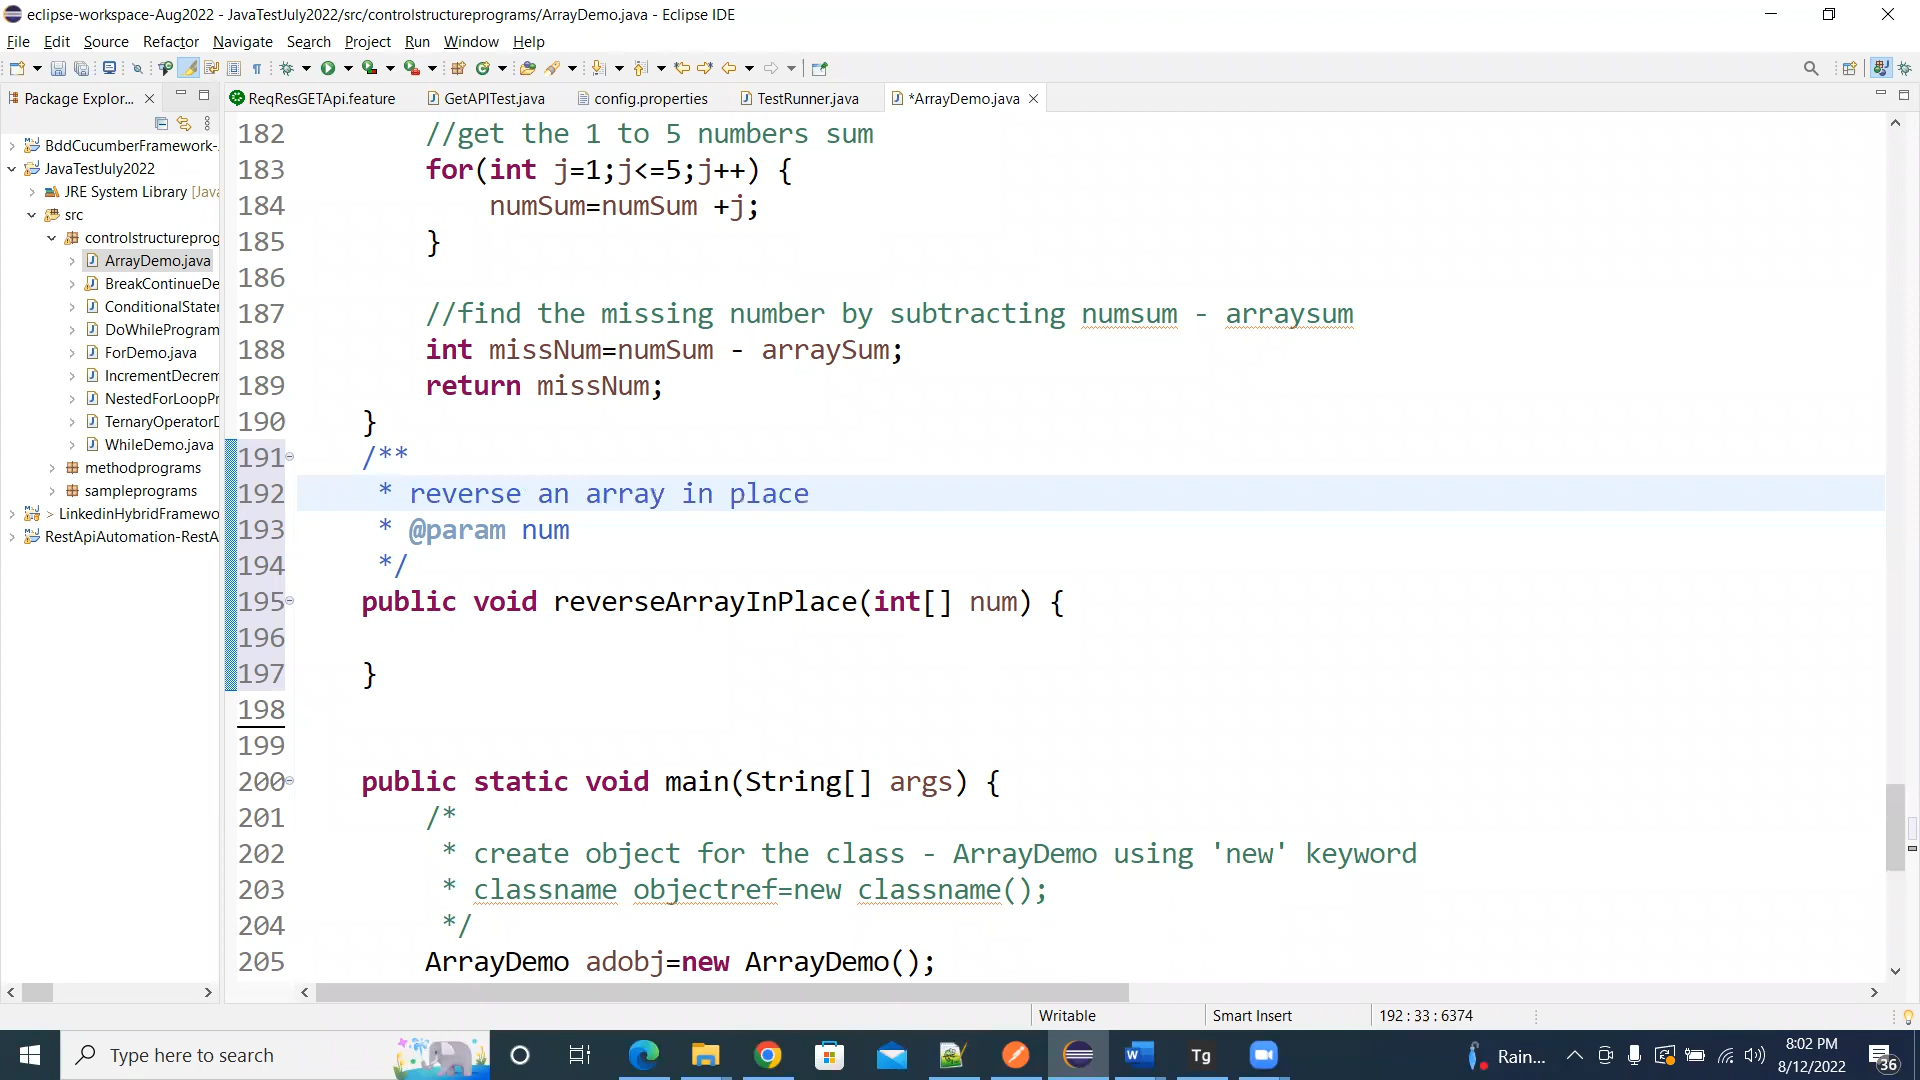 eclipse-workspace-Aug2022 - JavaTestJuly2022/src/controlstructureprograms/ArrayDemo.java - Eclipse IDE
File Edit Source Refactor Navigate Search Project Run Window Help
Package Explor... ReqResGETApi.feature GetAPITest.java config.properties TestRunner.java *ArrayDemo.java
BddCucumberFramework-
JavaTestJuly2022
JRE System Library [Java
src
controlstructureprog
ArrayDemo.java
BreakContinueDe
ConditionalStater
DoWhileProgram
ForDemo.java
IncrementDecrem
NestedForLoopPr
TernaryOperatorD
WhileDemo.java
methodprograms
sampleprograms
> LinkedinHybridFramewo
RestApiAutomation-RestA
182 //get the 1 to 5 numbers sum
183 for(int j=1;j<=5;j++) {
184 numSum=numSum +j;
185 }
186
187 //find the missing number by subtracting numsum - arraysum
188 int missNum=numSum - arraySum;
189 return missNum;
190 }
191 /**
192 * reverse an array in place
193 * @param num
194 */
195 public void reverseArrayInPlace(int[] num) {
196
197 }
198
199
200 public static void main(String[] args) {
201 /*
202 * create object for the class - ArrayDemo using 'new' keyword
203 * classname objectref=new classname();
204 */
205 ArrayDemo adobj=new ArrayDemo();
Writable Smart Insert 192 : 33 : 6374
Type here to search W Tg Rain... 8:02 PM
8/12/2022 36